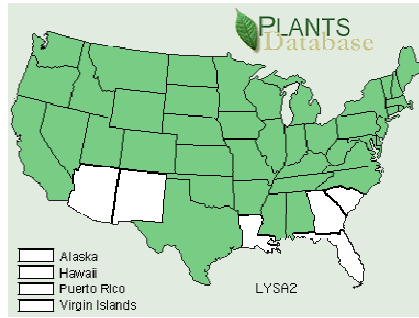 PLANTS
Database
Alaska
Hawaii
Puerto Rico
Virgin Islands
LYSA2